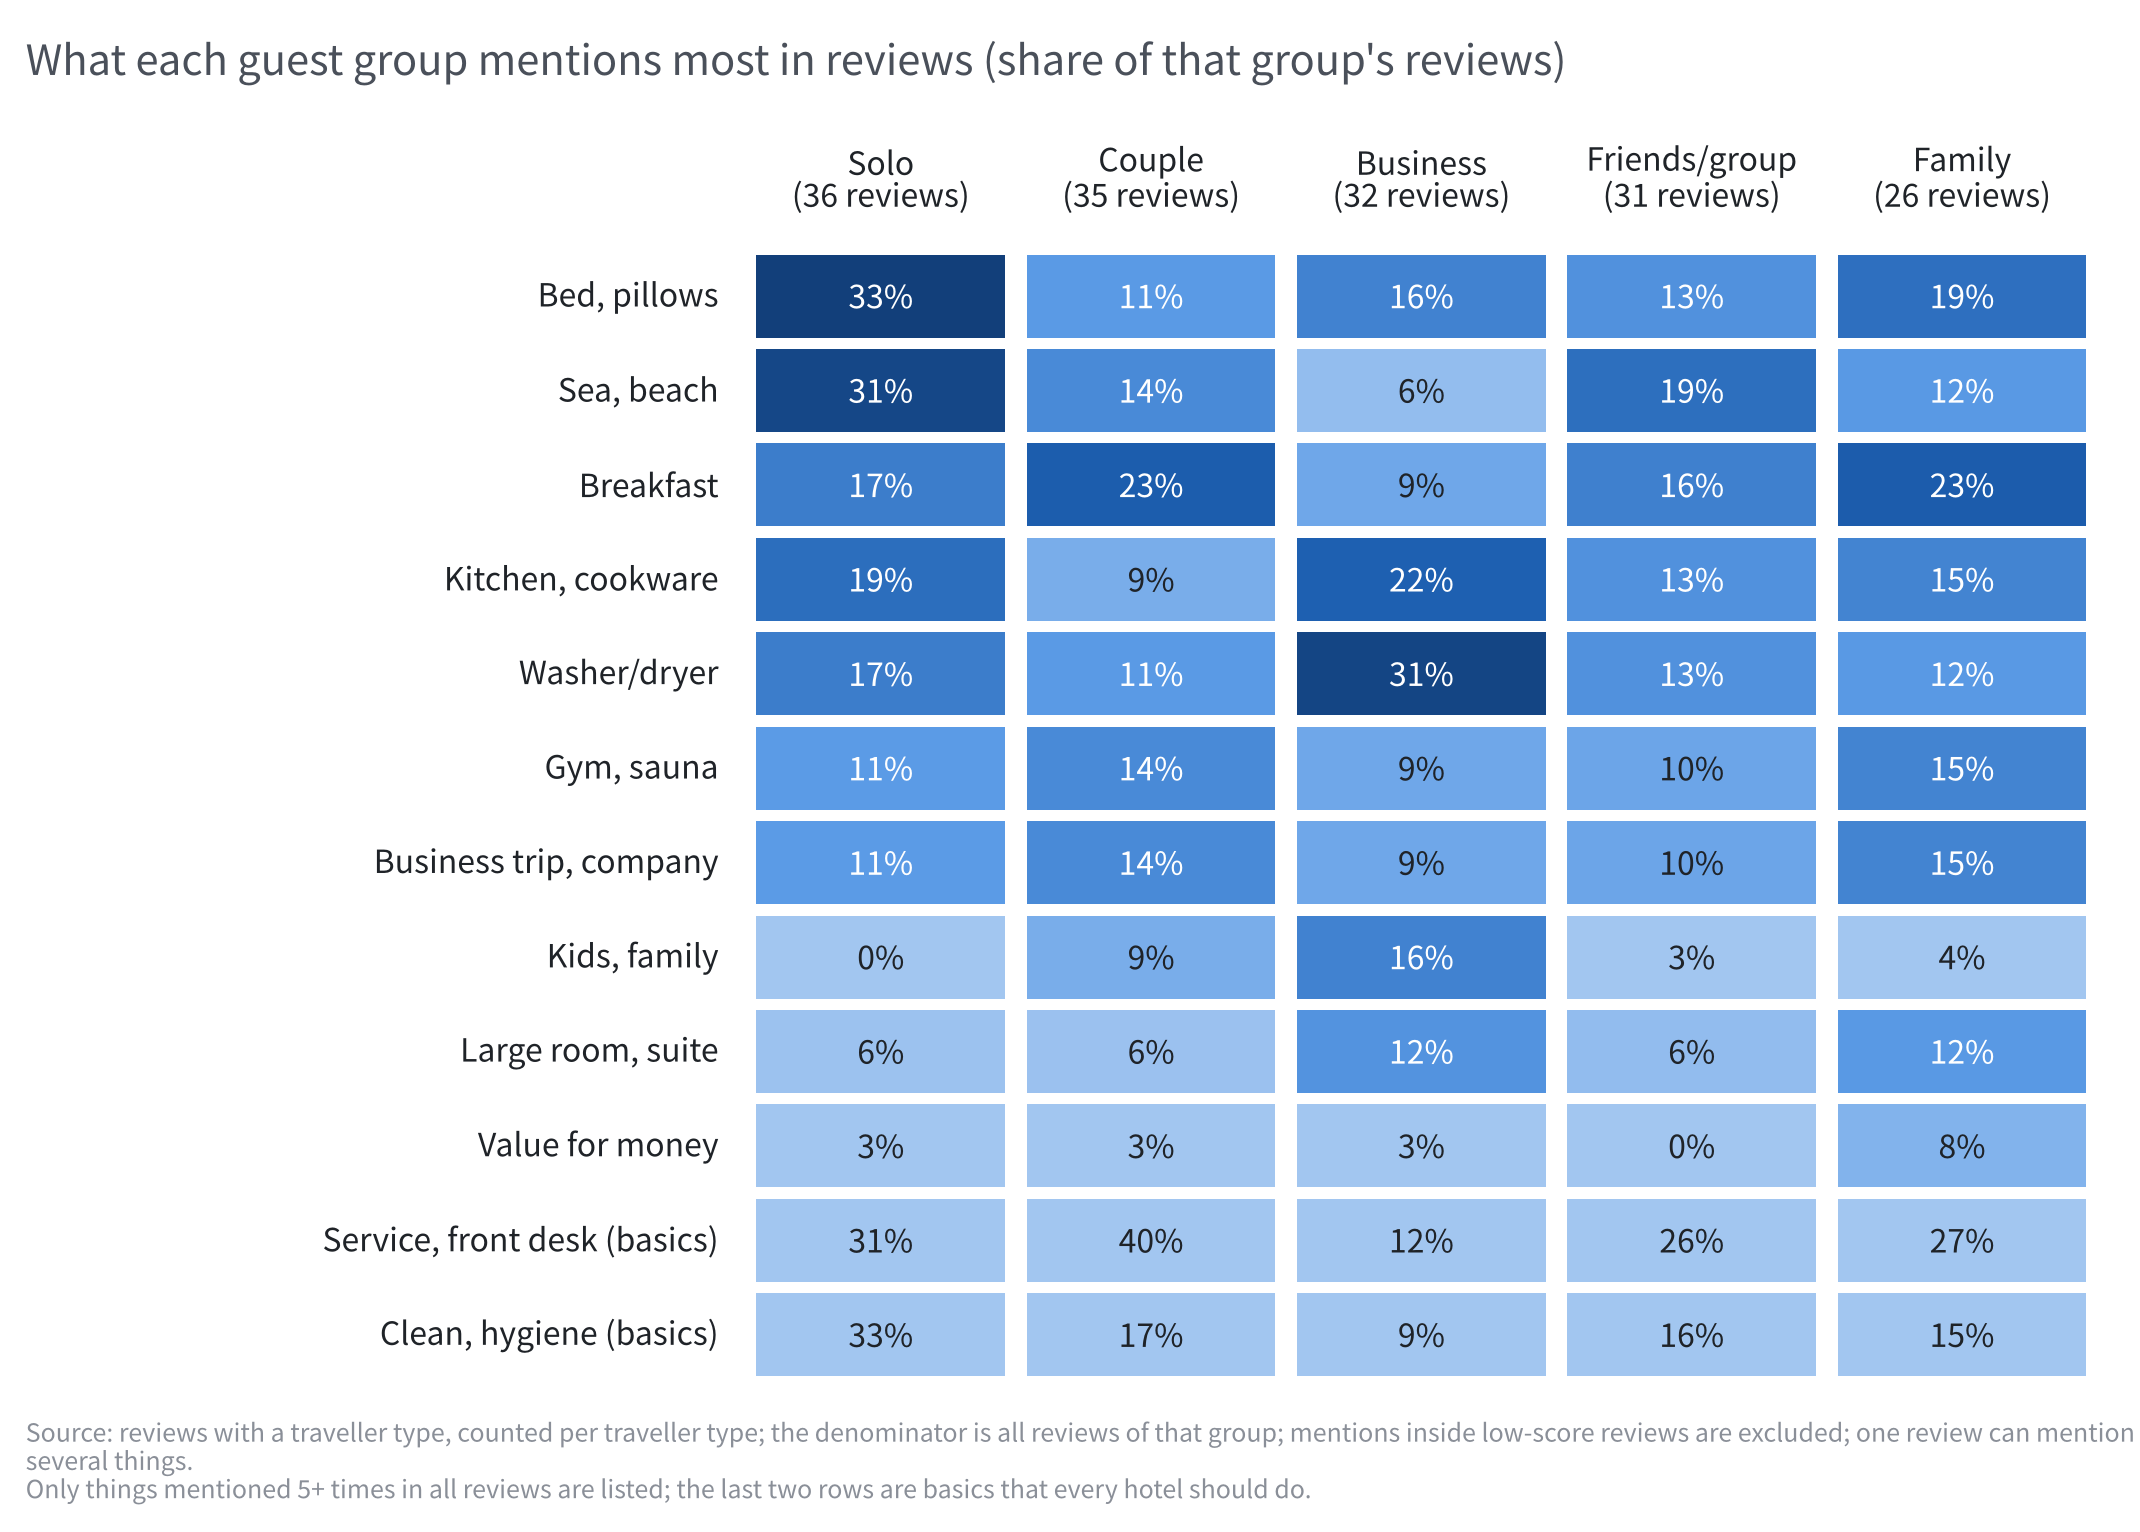 What each guest group mentions most in reviews (share of that group's reviews)
Solo
(36 reviews)
Couple
(35 reviews)
Business
(32 reviews)
Friends/group
(31 reviews)
Family
(26 reviews)
Bed, pillows 33% 11% 16% 13% 19%
Sea, beach 31% 14% 6% 19% 12%
Breakfast 17% 23% 9% 16% 23%
Kitchen, cookware 19% 9% 22% 13% 15%
Washer/dryer 17% 11% 31% 13% 12%
Gym, sauna 11% 14% 9% 10% 15%
Business trip, company 11% 14% 9% 10% 15%
Kids, family 0% 9% 16% 3% 4%
Large room, suite 6% 6% 12% 6% 12%
Value for money 3% 3% 3% 0% 8%
Service, front desk (basics) 31% 40% 12% 26% 27%
Clean, hygiene (basics) 33% 17% 9% 16% 15%
Source: reviews with a traveller type, counted per traveller type; the denominator is all reviews of that group; mentions inside low-score reviews are excluded; one review can mention
several things.
Only things mentioned 5+ times in all reviews are listed; the last two rows are basics that every hotel should do.